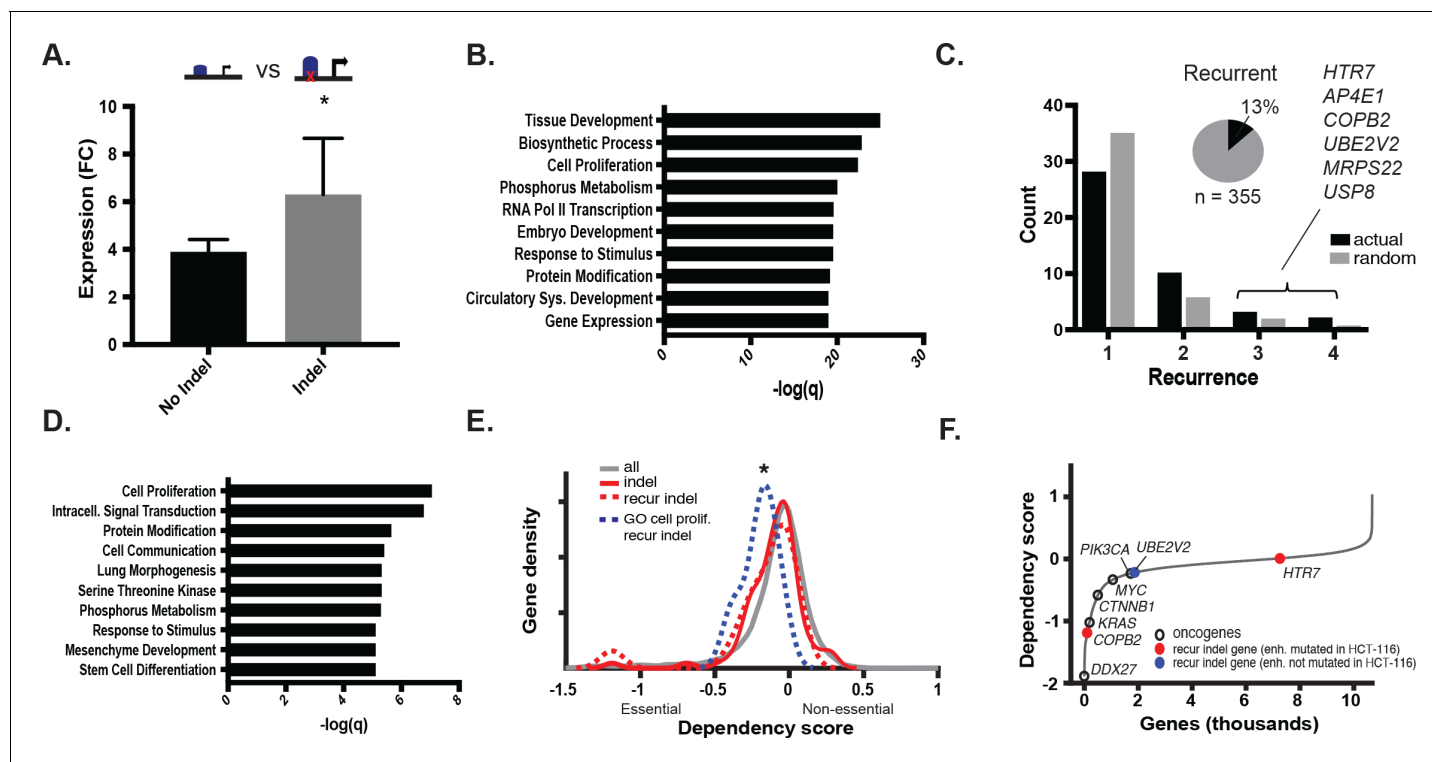 A.
vs
x
*
10
8
6
4
2
0
Expression (FC)
No Indel
Indel
B.
Tissue Development
Biosynthetic Process
Cell Proliferation
Phosphorus Metabolism
RNA Pol II Transcription
Embryo Development
Response to Stimulus
Protein Modification
Circulatory Sys. Development
Gene Expression
0
10
20
30
-log(q)
C.
Recurrent
13%
n = 355
HTR7
AP4E1
COPB2
UBE2V2
MRPS22
USP8
actual
random
40
30
20
10
0
Count
1
2
3
4
Recurrence
D.
Cell Proliferation
Intracell. Signal Transduction
Protein Modification
Cell Communication
Lung Morphogenesis
Serine Threonine Kinase
Phosphorus Metabolism
Response to Stimulus
Mesenchyme Development
Stem Cell Differentiation
0
2
4
6
8
-log(q)
E.
all
indel
recur indel
GO cell prolif.
recur indel
*
Gene density
-1.5
-1
-0.5
0
0.5
1
Essential
Non-essential
Dependency score
F.
Dependency score
1
0
-1
-2
PIK3CA
UBE2V2
MYC
CTNNB1
KRAS
COPB2
DDX27
HTR7
oncogenes
recur indel gene (enh. mutated in HCT-116)
recur indel gene (enh. not mutated in HCT-116)
0
2
4
6
8
10
Genes (thousands)